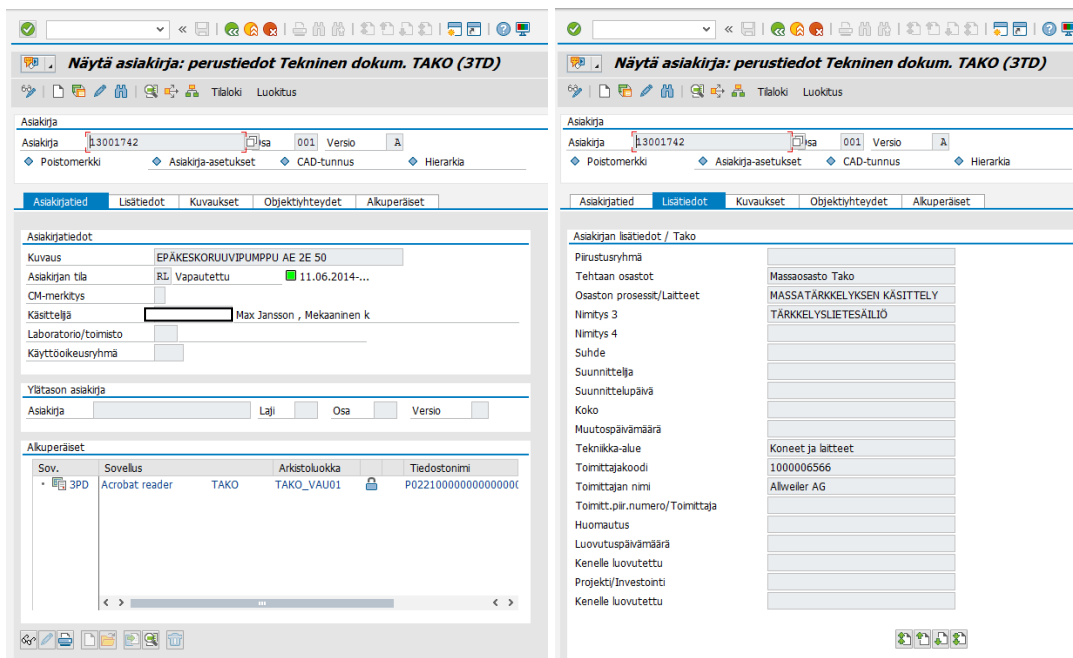 Näytä asiakirja: perustiedot Tekninen dokum. TAKO (3TD)
Tilaloki Luokitus
Asiakirja
Asiakirja 13001742 Osa 001 Versio A
Poistomerkki Asiakirja-asetukset CAD-tunnus Hierarkia
Asiakirjatied Lisätiedot Kuvaukset Objektiyhteydet Alkuperäiset
Asiakirjatiedot
Kuvaus EPÄKESKORUUVIPUMPPU AE 2E 50
Asiakirjan tila RL Vapautettu 11.06.2014-...
CM-merkitys
Käsittelijä Max Jansson , Mekaaninen k
Laboratorio/toimisto
Käyttöoikeusryhmä
Ylätason asiakirja
Asiakirja Laji Osa Versio
Alkuperäiset
Sov. Sovellus Arkistoluokka Tiedostonimi
3PD Acrobat reader TAKO TAKO_VAU01
Näytä asiakirja: perustiedot Tekninen dokum. TAKO (3TD)
Tilaloki Luokitus
Asiakirja
Asiakirja 13001742 Osa 001 Versio A
Poistomerkki Asiakirja-asetukset CAD-tunnus Hierarkia
Asiakirjatied Lisätiedot Kuvaukset Objektiyhteydet Alkuperäiset
Asiakirjan lisätiedot / Tako
Piirustusryhmä
Tehtaan osastot Massaosasto Tako
Osaston prosessit/Laitteet MASSATÄRKKELYKSEN KÄSITTELY
Nimitys 3 TÄRKKELYSLIETESÄILIÖ
Nimitys 4
Suhde
Suunnittelija
Suunnittelupäivä
Koko
Muutospäivämäärä
Tekniikka-alue Koneet ja laitteet
Toimittajakoodi 1000006566
Toimittajan nimi Allweiler AG
Toimitt.piir.numero/Toimittaja
Huomautus
Luovutuspäivämäärä
Kenelle luovutettu
Projekti/Investointi
Kenelle luovutettu